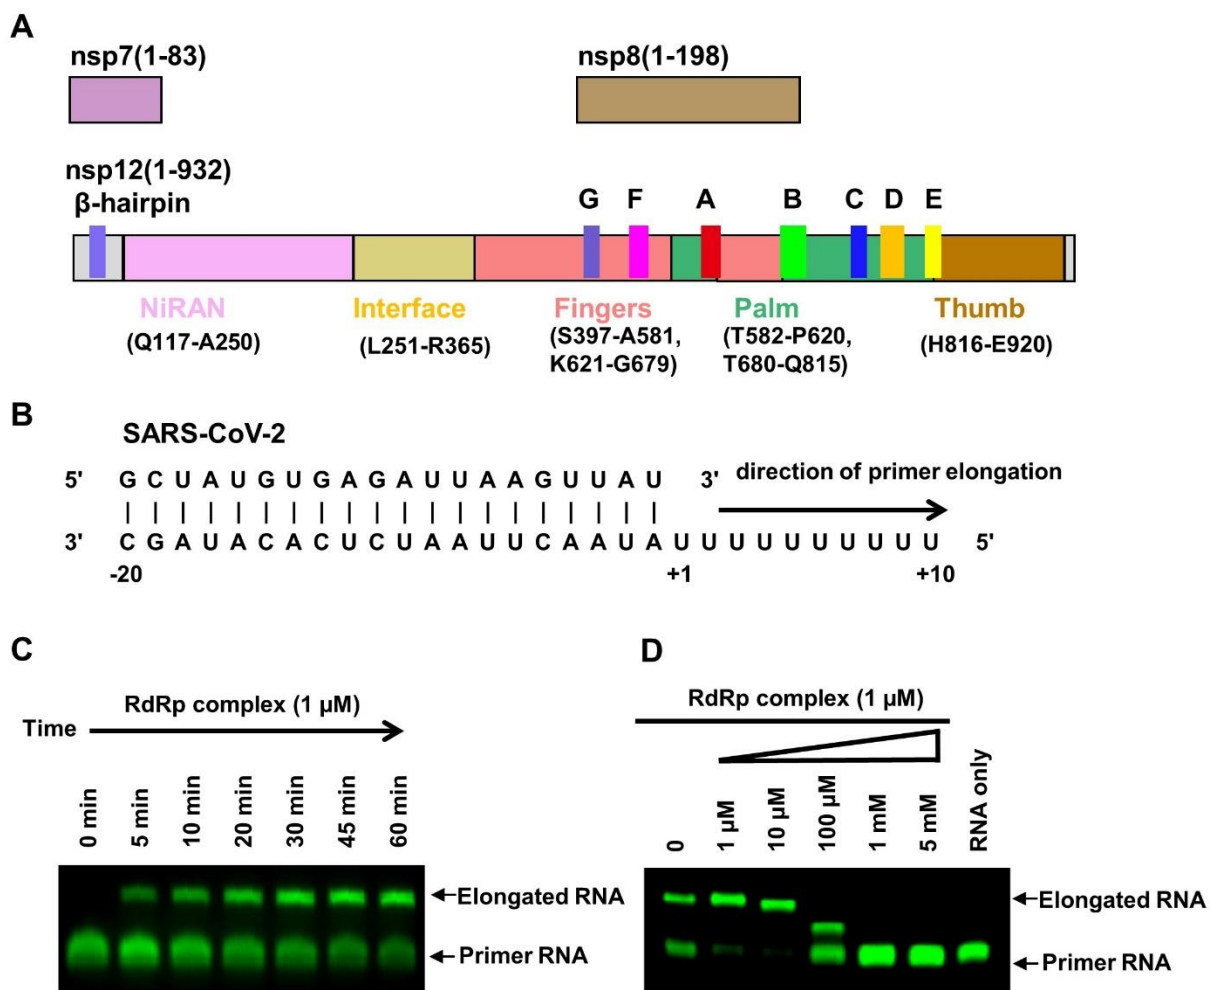 A
nsp7(1-83)
nsp8(1-198)
nsp12(1-932)
β-hairpin
G F A B C D E
NiRAN
(Q117-A250)
Interface
(L251-R365)
Fingers
(S397-A581,
K621-G679)
Palm
(T582-P620,
T680-Q815)
Thumb
(H816-E920)
B
SARS-CoV-2
5' G C U A U G U G A G A U U A A G U U A U 3'
direction of primer elongation
3' C G A U A C A C U C U A A U U C A A U A U U U U U U U U U U 5'
-20 +1 +10
C
RdRp complex (1 µM)
Time
0 min 5 min 10 min 20 min 30 min 45 min 60 min
Elongated RNA
Primer RNA
D
RdRp complex (1 µM)
0 1 µM 10 µM 100 µM 1 mM 5 mM RNA only
Elongated RNA
Primer RNA